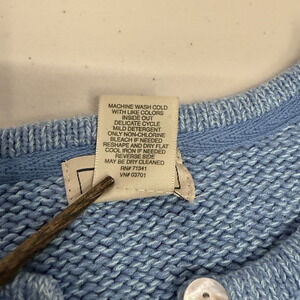 MACHINE WASH COLD
WITH LIKE COLORS
INSIDE OUT
DELICATE CYCLE
MILD DETERGENT
ONLY NON-CHLORINE
BLEACH IF NEEDED
RESHAPE AND DRY FLAT
COOL IRON IF NEEDED
REVERSE SIDE
MAY BE DRY CLEANED
RN# 71341
VN# 03701